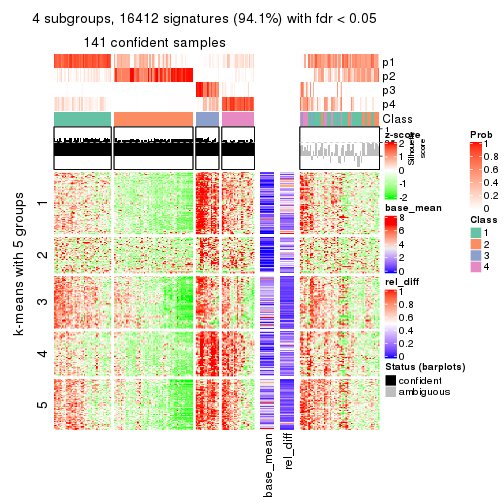 4 subgroups, 16412 signatures (94.1%) with fdr < 0.05
141 confident samples
p1
p2
p3
p4
Class
1
Silhouette
score
z-score
2
1
0
-1
-2
base_mean
8
6
4
2
0
rel_diff
1
0.8
0.6
0.4
0.2
0
Status (barplots)
confident
ambiguous
Prob
1
0.8
0.6
0.4
0.2
0
Class
1
2
3
4
k-means with 5 groups
1
2
3
4
5
base_mean
rel_diff